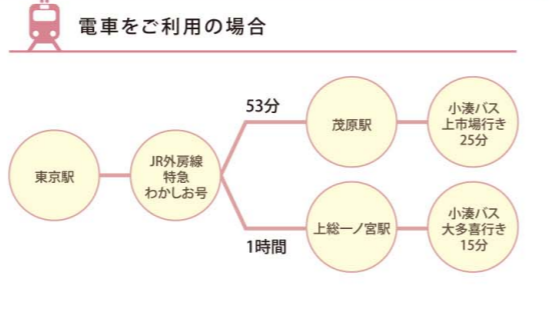 電車をご利用の場合
東京駅
JR外房線
特急
わかしお号
53分
茂原駅
小湊バス
上市場行き
25分
1時間
上総一ノ宮駅
小湊バス
大多喜行き
15分